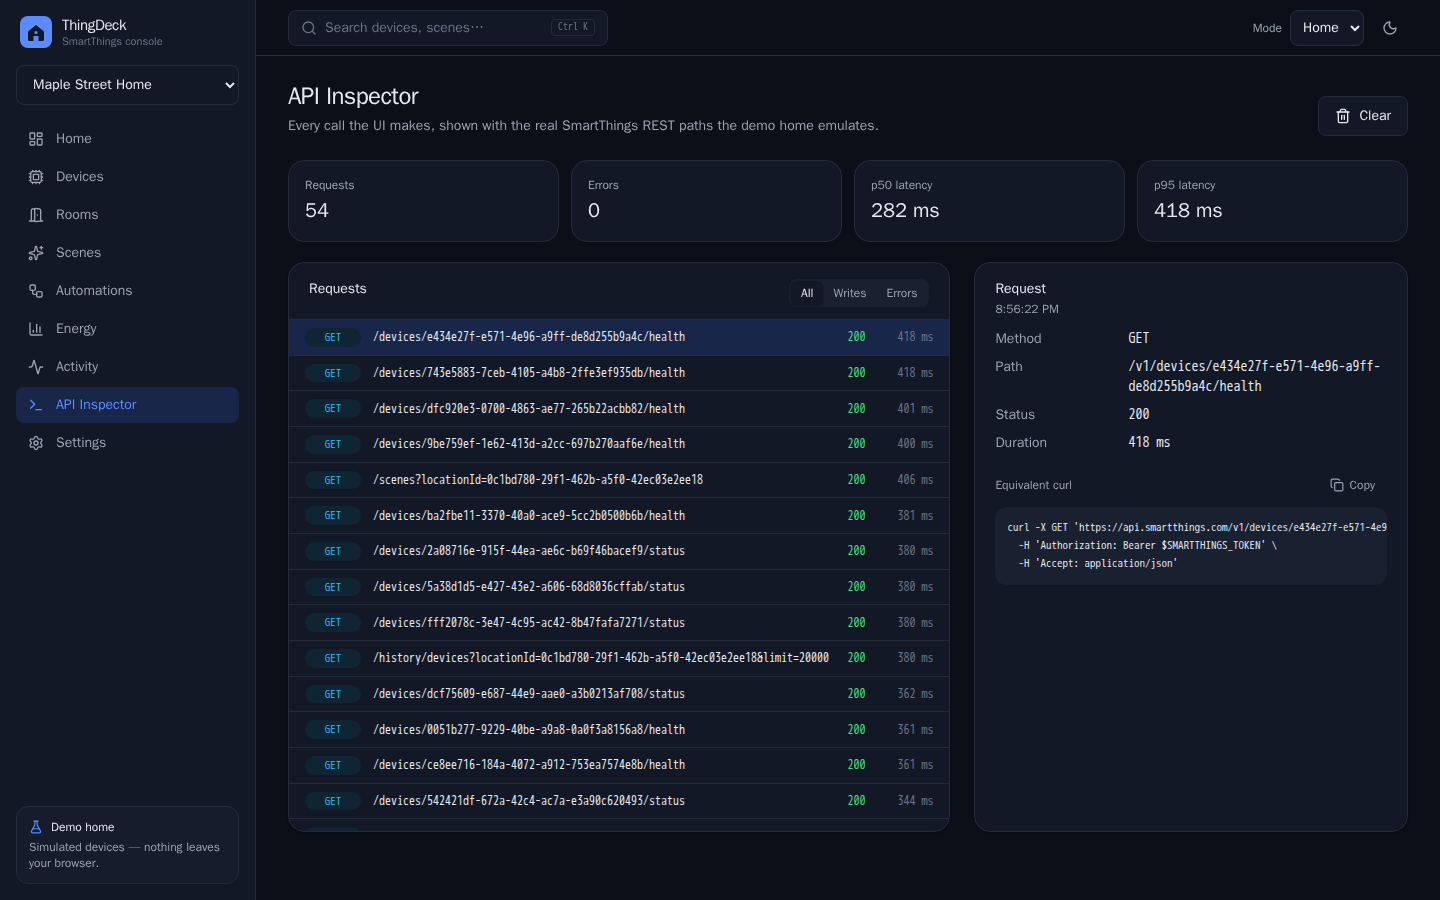 ThingDeck
SmartThings console
Maple Street Home
Home
Devices
Rooms
Scenes
Automations
Energy
Activity
API Inspector
Settings
Demo home
Simulated devices — nothing leaves
your browser.
Search devices, scenes⋯
Ctrl K
Mode
Home
API Inspector
Every call the UI makes, shown with the real SmartThings REST paths the demo home emulates.
Clear
Requests
54
Errors
0
p50 latency
282 ms
p95 latency
418 ms
Requests
All Writes Errors
GET /devices/e434e27f-e571-4e96-a9ff-de8d255b9a4c/health 200 418 ms
GET /devices/743e5883-7ceb-4105-a4b8-2ffe3ef935db/health 200 418 ms
GET /devices/dfc920e3-0700-4863-ae77-265b22acbb82/health 200 401 ms
GET /devices/9be759ef-1e62-413d-a2cc-697b270aaf6e/health 200 400 ms
GET /scenes?locationId=0c1bd780-29f1-462b-a5f0-42ec03e2ee18 200 406 ms
GET /devices/ba2fbe11-3370-40a0-ace9-5cc2b0500b6b/health 200 381 ms
GET /devices/2a08716e-915f-44ea-ae6c-b69f46bacef9/status 200 380 ms
GET /devices/5a38d1d5-e427-43e2-a606-68d8036cffab/status 200 380 ms
GET /devices/fff2078c-3e47-4c95-ac42-8b47fafa7271/status 200 380 ms
GET /history/devices?locationId=0c1bd780-29f1-462b-a5f0-42ec03e2ee18&limit=20000 200 380 ms
GET /devices/dcf75609-e687-44e9-aae0-a3b0213af708/status 200 362 ms
GET /devices/0051b277-9229-40be-a9a8-0a0f3a8156a8/health 200 361 ms
GET /devices/ce8ee716-184a-4072-a912-753ea7574e8b/health 200 361 ms
GET /devices/542421df-672a-42c4-ac7a-e3a90c620493/status 200 344 ms
Request
8:56:22 PM
Method GET
Path /v1/devices/e434e27f-e571-4e96-a9ff-
de8d255b9a4c/health
Status 200
Duration 418 ms
Equivalent curl
Copy
curl -X GET 'https://api.smartthings.com/v1/devices/e434e27f-e571-4e9
-H 'Authorization: Bearer $SMARTTHINGS_TOKEN' \
-H 'Accept: application/json'